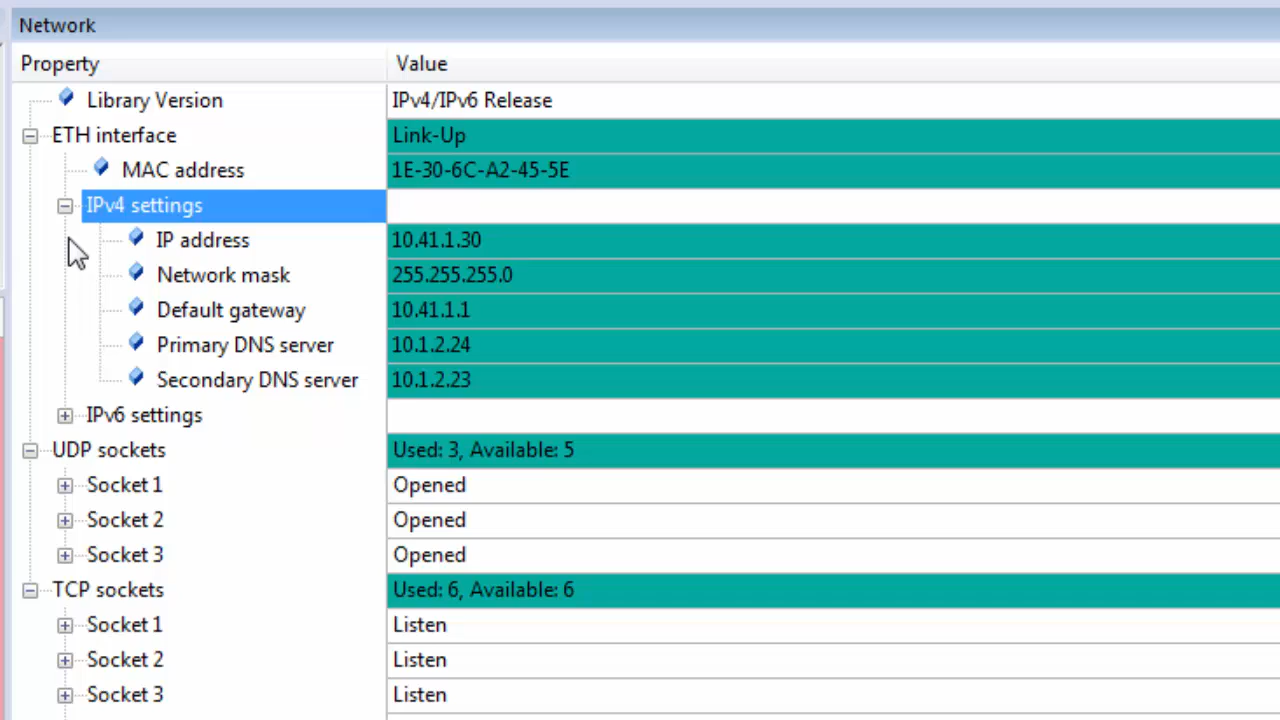 Network
Property Value
Library Version IPv4/IPv6 Release
ETH interface Link-Up
MAC address 1E-30-6C-A2-45-5E
IPv4 settings
IP address 10.41.1.30
Network mask 255.255.255.0
Default gateway 10.41.1.1
Primary DNS server 10.1.2.24
Secondary DNS server 10.1.2.23
IPv6 settings
UDP sockets Used: 3, Available: 5
Socket 1 Opened
Socket 2 Opened
Socket 3 Opened
TCP sockets Used: 6, Available: 6
Socket 1 Listen
Socket 2 Listen
Socket 3 Listen